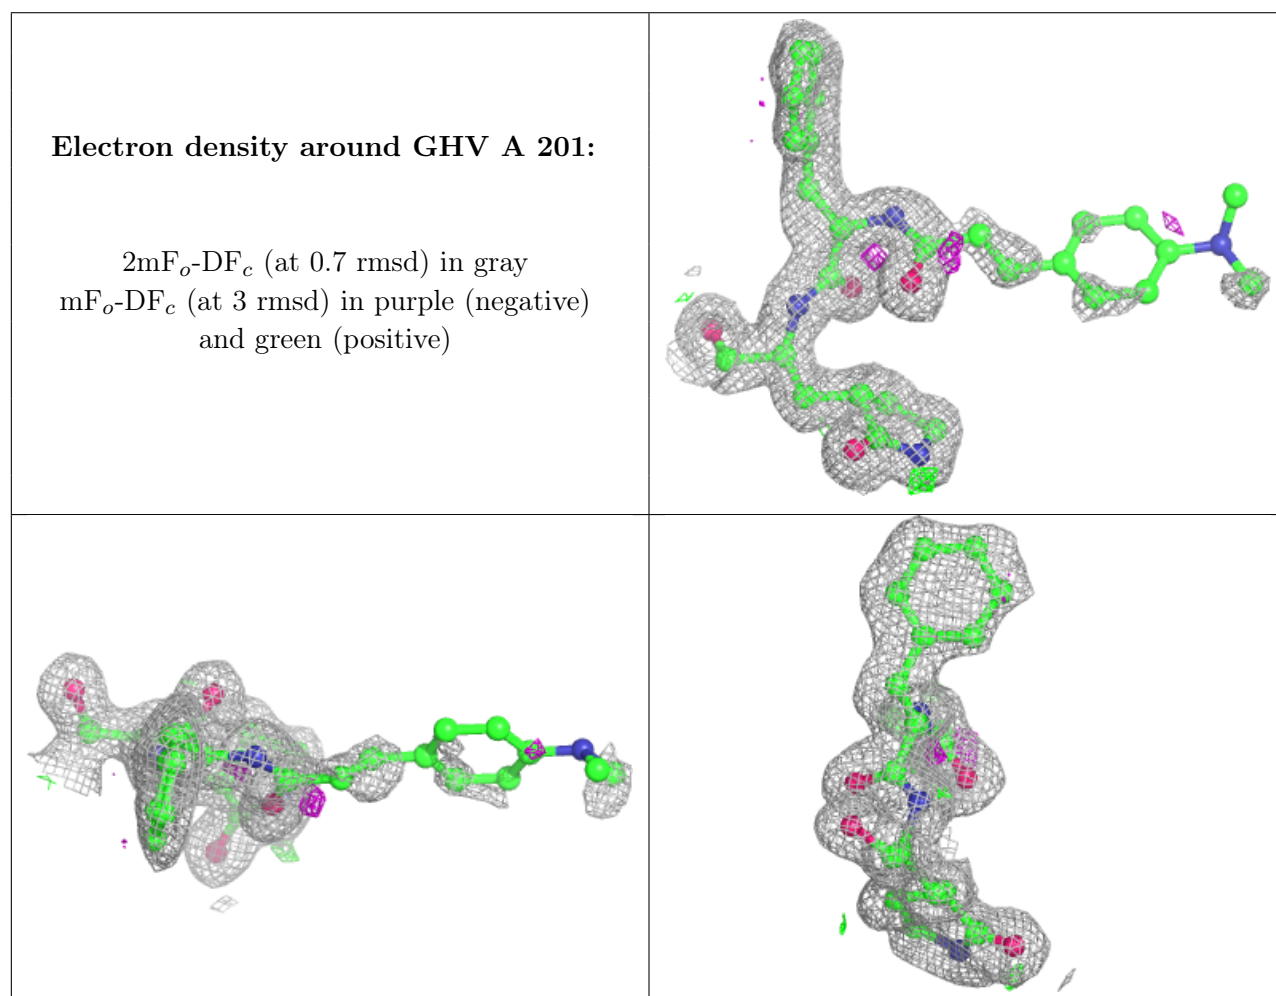 Electron density around GHV A 201:
2mFo-DFc (at 0.7 rmsd) in gray
mFo-DFc (at 3 rmsd) in purple (negative)
and green (positive)